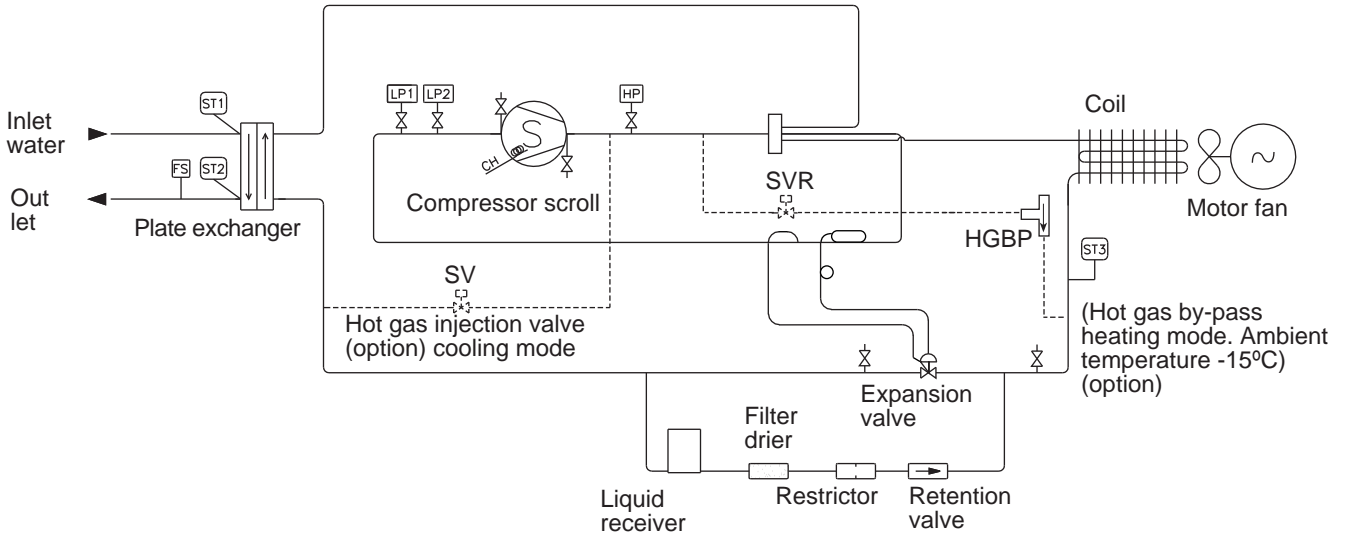 ST1
LP1
LP2
HP
Coil
Inlet
water
S
CH
FS
ST2
Out
let
Plate exchanger
Compressor scroll
SVR
HGBP
~
Motor fan
ST3
SV
Hot gas injection valve
(option) cooling mode
(Hot gas by-pass
heating mode. Ambient
temperature -15ºC)
(option)
Expansion
valve
Filter
drier
Liquid
receiver
Restrictor
Retention
valve